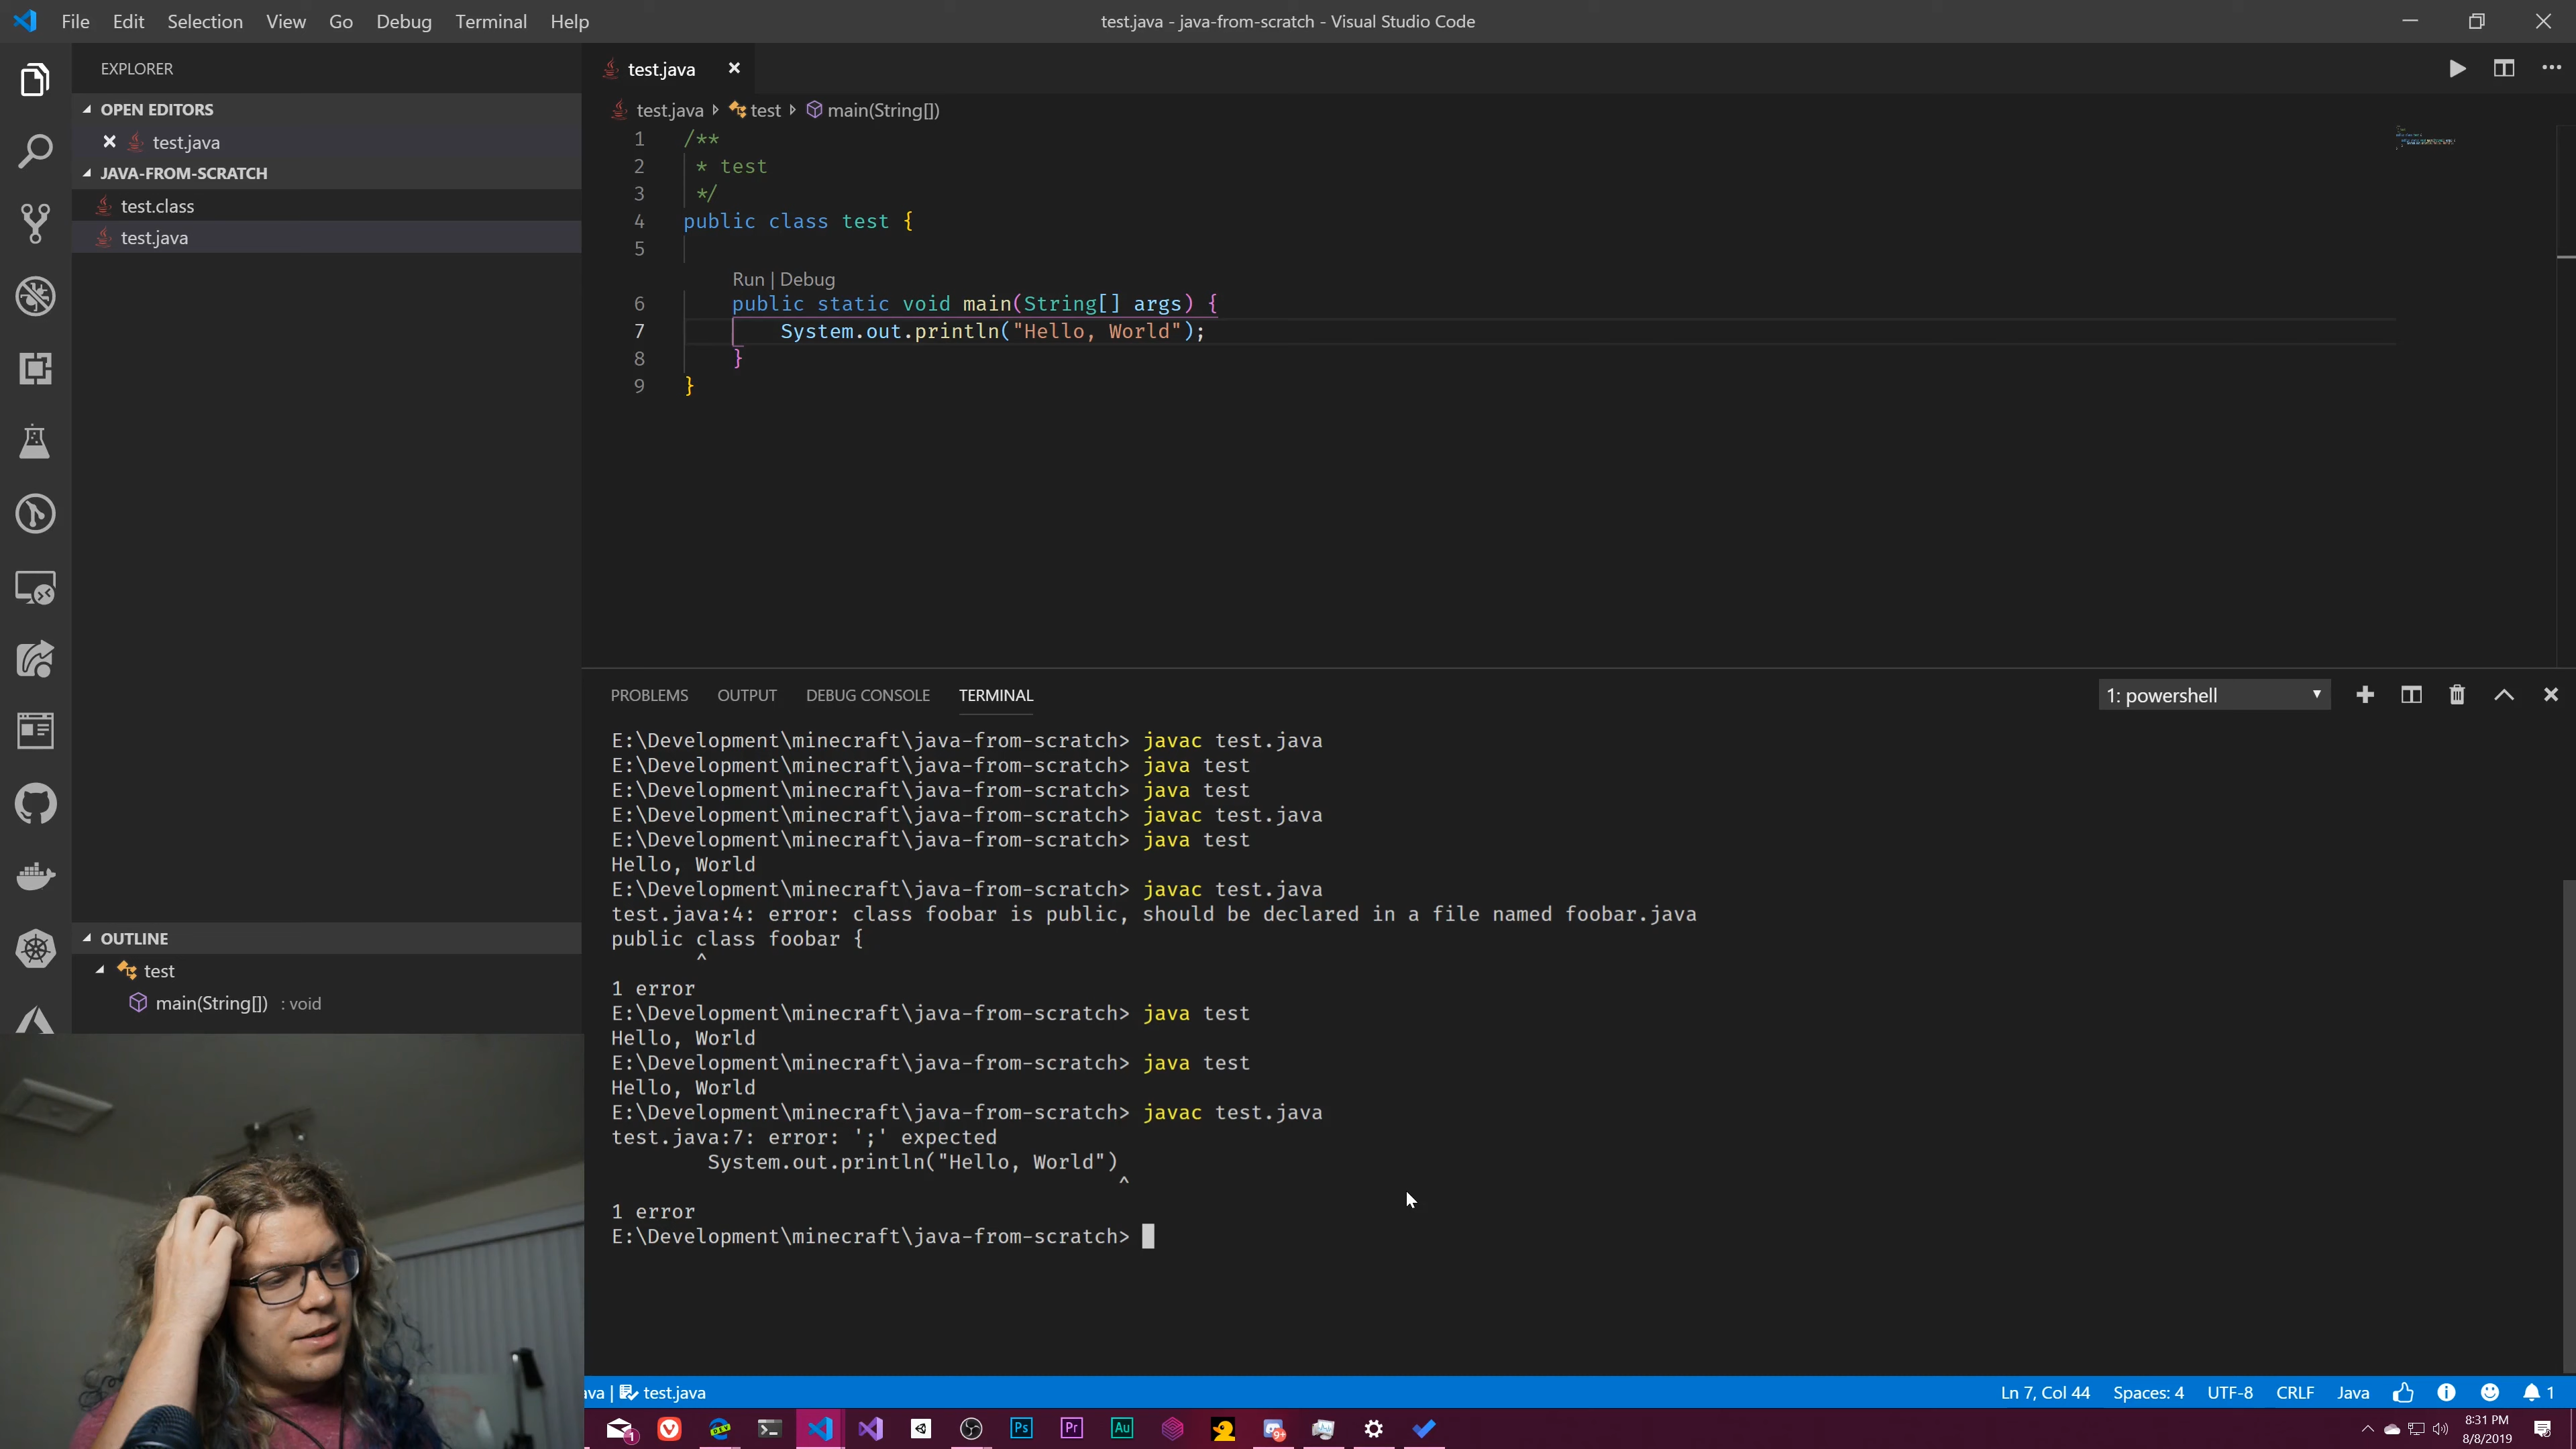 File Edit Selection View Go Debug Terminal Help
test.java - java-from-scratch - Visual Studio Code
EXPLORER
OPEN EDITORS
test.java
JAVA-FROM-SCRATCH
test.class
test.java
OUTLINE
test
main(String[]) : void
test.java
test.java test main(String[])
1 /**
2 * test
3 */
4 public class test {
5
Run | Debug
6 public static void main(String[] args) {
7 System.out.println("Hello, World");
8 }
9 }
PROBLEMS OUTPUT DEBUG CONSOLE TERMINAL
1: powershell
E:\Development\minecraft\java-from-scratch> javac test.java
E:\Development\minecraft\java-from-scratch> java test
E:\Development\minecraft\java-from-scratch> java test
E:\Development\minecraft\java-from-scratch> javac test.java
E:\Development\minecraft\java-from-scratch> java test
Hello, World
E:\Development\minecraft\java-from-scratch> javac test.java
test.java:4: error: class foobar is public, should be declared in a file named foobar.java
public class foobar {
^
1 error
E:\Development\minecraft\java-from-scratch> java test
Hello, World
E:\Development\minecraft\java-from-scratch> java test
Hello, World
E:\Development\minecraft\java-from-scratch> javac test.java
test.java:7: error: ';' expected
System.out.println("Hello, World")
^
1 error
E:\Development\minecraft\java-from-scratch>
ava | test.java
Ln 7, Col 44 Spaces: 4 UTF-8 CRLF Java 1
1 Ps Pr Au 9+
8:31 PM
8/8/2019